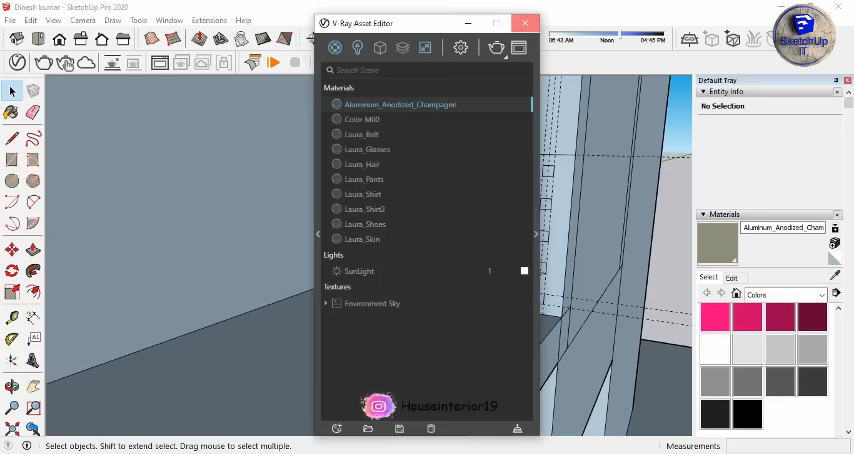 Dinesh kumar - SketchUp Pro 2020
File Edit View Camera Draw Tools Window Extensions Help
06:43 AM Noon 04:45 PM
SketchUp
IT
V-Ray Asset Editor
Search Scene
Materials
Aluminum_Anodized_Champagne
Color M00
Laura_Belt
Laura_Glasses
Laura_Hair
Laura_Pants
Laura_Shirt
Laura_Shirt2
Laura_Shoes
Laura_Skin
Lights
SunLight 1
Textures
Environment Sky
Houseinterior19
A1
Default Tray
Entity Info
No Selection
Materials
Aluminum_Anodized_Cham
Select Edit
Colors
Select objects. Shift to extend select. Drag mouse to select multiple.
Measurements